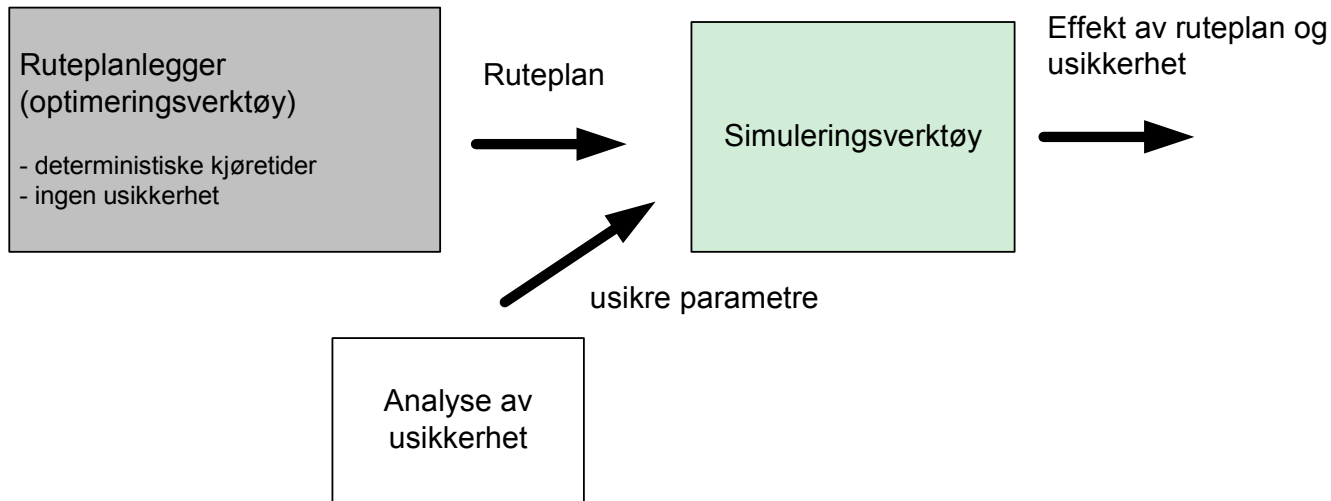 Ruteplanlegger
(optimeringsverktøy)
- deterministiske kjøretider
- ingen usikkerhet
Ruteplan
Simuleringsverktøy
Effekt av ruteplan og
usikkerhet
usikre parametre
Analyse av
usikkerhet